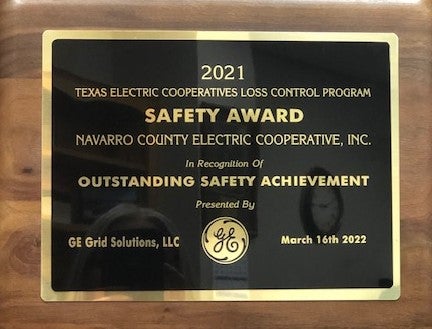 2021
TEXAS ELECTRIC COOPERATIVES LOSS CONTROL PROGRAM
SAFETY AWARD
NAVARRO COUNTY ELECTRIC COOPERATIVE, INC.
In Recognition Of
OUTSTANDING SAFETY ACHIEVEMENT
Presented By
GE Grid Solutions, LLC
GE
March 16th 2022